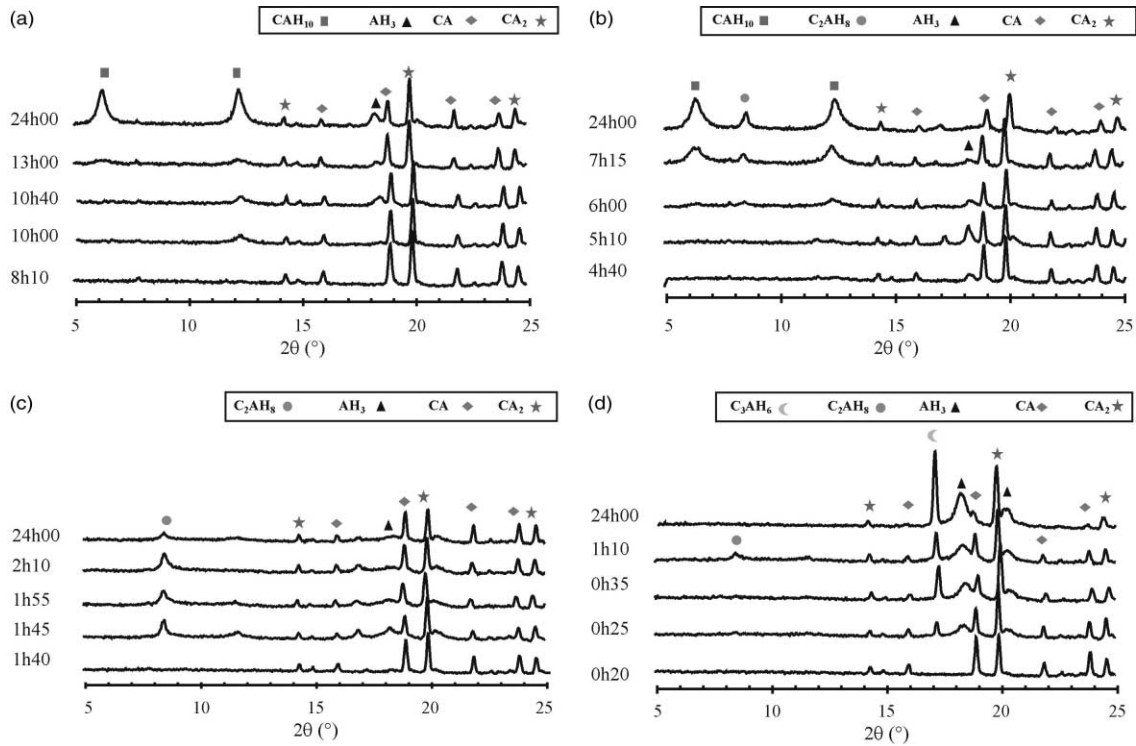 (a)
CAH₁₀ AH₃ CA CA₂
24h00
13h00
10h40
10h00
8h10
5 10 15 20 25
2θ (°)
(b)
CAH₁₀ C₂AH₈ AH₃ CA CA₂
24h00
7h15
6h00
5h10
4h40
5 10 15 20 25
2θ (°)
(c)
C₂AH₈ AH₃ CA CA₂
24h00
2h10
1h55
1h45
1h40
5 10 15 20 25
2θ (°)
(d)
C₃AH₆ C₂AH₈ AH₃ CA CA₂
24h00
1h10
0h35
0h25
0h20
5 10 15 20 25
2θ (°)